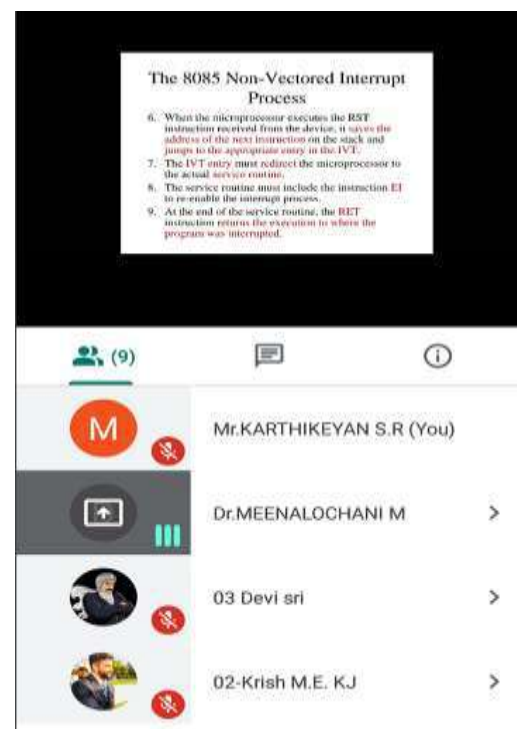 The 8085 Non-Vectored Interrupt
Process
6. When the microprocessor executes the RST
instruction received from the device, it saves the
address of the next instruction on the stack and
jumps to the appropriate entry in the IVT.
7. The IVT entry must redirect the microprocessor to
the actual service routine.
8. The service routine must include the instruction EI
to re-enable the interrupt process.
9. At the end of the service routine, the RET
instruction returns the execution to where the
program was interrupted.
(9)
M
Mr.KARTHIKEYAN S.R (You)
Dr.MEENALOCHANI M
03 Devi sri
02-Krish M.E. KJ